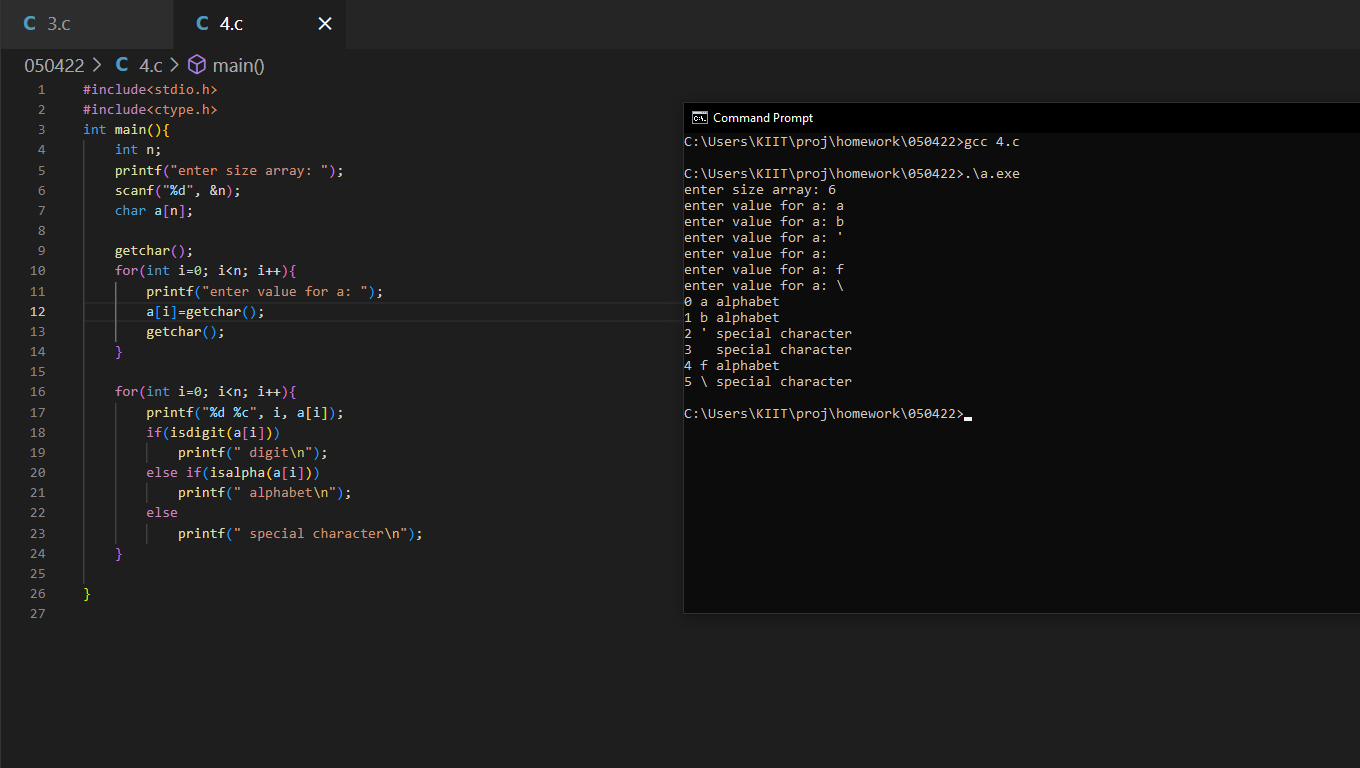 C 3.c
C 4.c ×
050422 > C 4.c > main()
1 #include<stdio.h>
2 #include<ctype.h>
3 int main(){
4     int n;
5     printf("enter size array: ");
6     scanf("%d", &n);
7     char a[n];
8
9     getchar();
10     for(int i=0; i<n; i++){
11         printf("enter value for a: ");
12         a[i]=getchar();
13         getchar();
14     }
15
16     for(int i=0; i<n; i++){
17         printf("%d %c", i, a[i]);
18         if(isdigit(a[i]))
19             printf(" digit\n");
20         else if(isalpha(a[i]))
21             printf(" alphabet\n");
22         else
23             printf(" special character\n");
24     }
25
26 }
27
C:\. Command Prompt
C:\Users\KIIT\proj\homework\050422>gcc 4.c
C:\Users\KIIT\proj\homework\050422>.\a.exe
enter size array: 6
enter value for a: a
enter value for a: b
enter value for a: '
enter value for a:
enter value for a: f
enter value for a: \
0 a alphabet
1 b alphabet
2 ' special character
3   special character
4 f alphabet
5 \ special character
C:\Users\KIIT\proj\homework\050422>